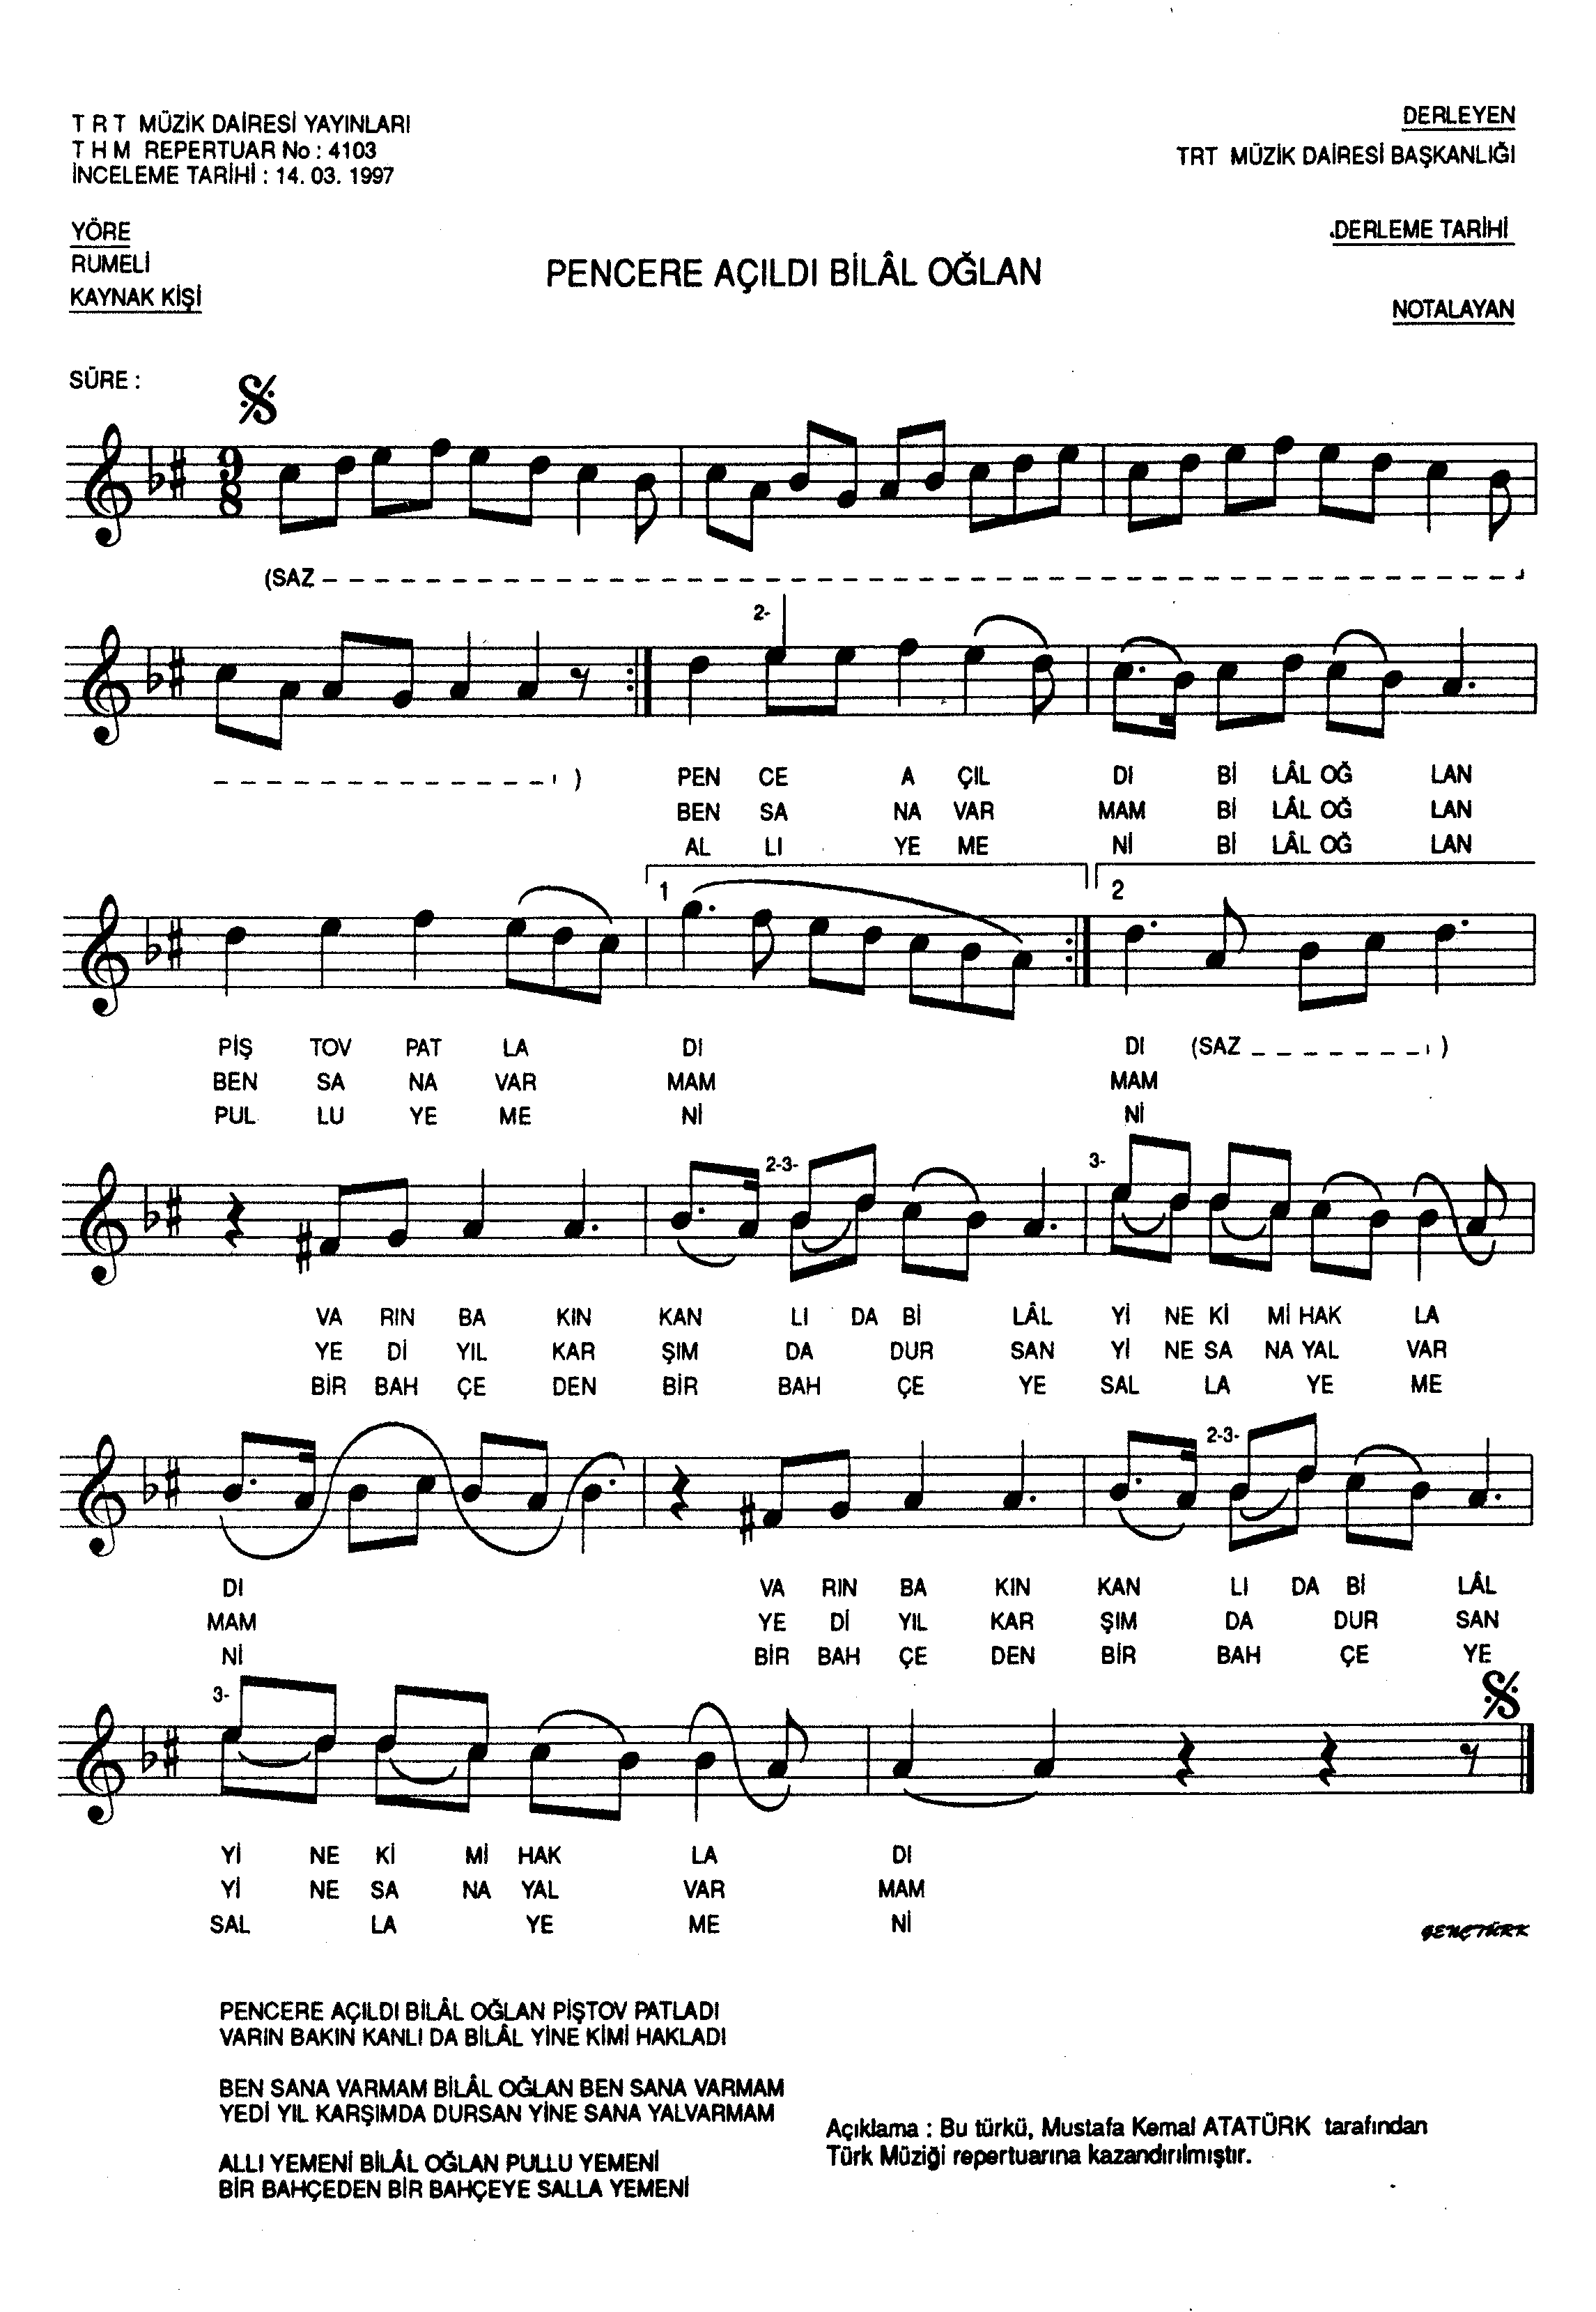 T R T MÜZİK DAİRESİ YAYINLARI
T H M REPERTUAR No : 4103
İNCELEME TARİHİ : 14. 03. 1997
DERLEYEN
TRT MÜZİK DAİRESİ BAŞKANLIĞI
YÖRE
RUMELİ
KAYNAK KİŞİ
DERLEME TARİHİ
PENCERE AÇILDI BİLÂL OĞLAN
NOTALAYAN
SÜRE :
9
8
(SAZ
2-
)
PEN CE A ÇIL DI Bİ LÂL OĞ LAN
BEN SA NA VAR MAM Bİ LÂL OĞ LAN
AL LI YE ME Nİ Bİ LÂL OĞ LAN
1 2
PİŞ TOV PAT LA DI DI (SAZ )
BEN SA NA VAR MAM MAM
PUL LU YE ME Nİ Nİ
2-3- 3-
VA RIN BA KIN KAN LI DA Bİ LÂL Yİ NE Kİ Mİ HAK LA
YE Dİ YIL KAR ŞIM DA DUR SAN Yİ NE SA NA YAL VAR
BİR BAH ÇE DEN BİR BAH ÇE YE SAL LA YE ME
2-3-
DI VA RIN BA KIN KAN LI DA Bİ LÂL
MAM YE Dİ YIL KAR ŞIM DA DUR SAN
Nİ BİR BAH ÇE DEN BİR BAH ÇE YE
3-
Yİ NE Kİ Mİ HAK LA DI
Yİ NE SA NA YAL VAR MAM
SAL LA YE ME Nİ
GENÇTÜRK
PENCERE AÇILDI BİLÂL OĞLAN PİŞTOV PATLADI
VARIN BAKIN KANLI DA BİLÂL YİNE KİMİ HAKLADI
BEN SANA VARMAM BİLÂL OĞLAN BEN SANA VARMAM
YEDİ YIL KARŞIMDA DURSAN YİNE SANA YALVARMAM
ALLI YEMENİ BİLÂL OĞLAN PULLU YEMENİ
BİR BAHÇEDEN BİR BAHÇEYE SALLA YEMENİ
Açıklama : Bu türkü, Mustafa Kemal ATATÜRK tarafından
Türk Müziği repertuarına kazandırılmıştır.